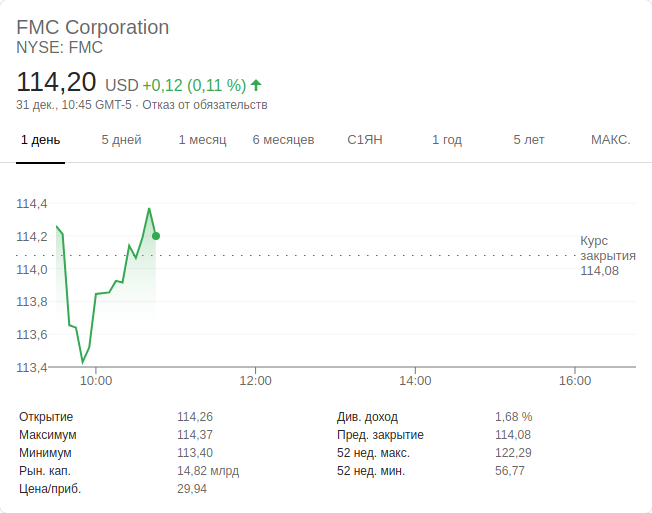 FMC Corporation
NYSE: FMC
114,20 USD +0,12 (0,11 %)
31 дек., 10:45 GMT-5 · Отказ от обязательств
1 день 5 дней 1 месяц 6 месяцев С1ЯН 1 год 5 лет МАКС.
114,4
114,2
114,0
113,8
113,6
113,4
Курс
закрытия
114,08
10:00 12:00 14:00 16:00
Открытие 114,26
Максимум 114,37
Минимум 113,40
Рын. кап. 14,82 млрд
Цена/приб. 29,94
Див. доход 1,68 %
Пред. закрытие 114,08
52 нед. макс. 122,29
52 нед. мин. 56,77